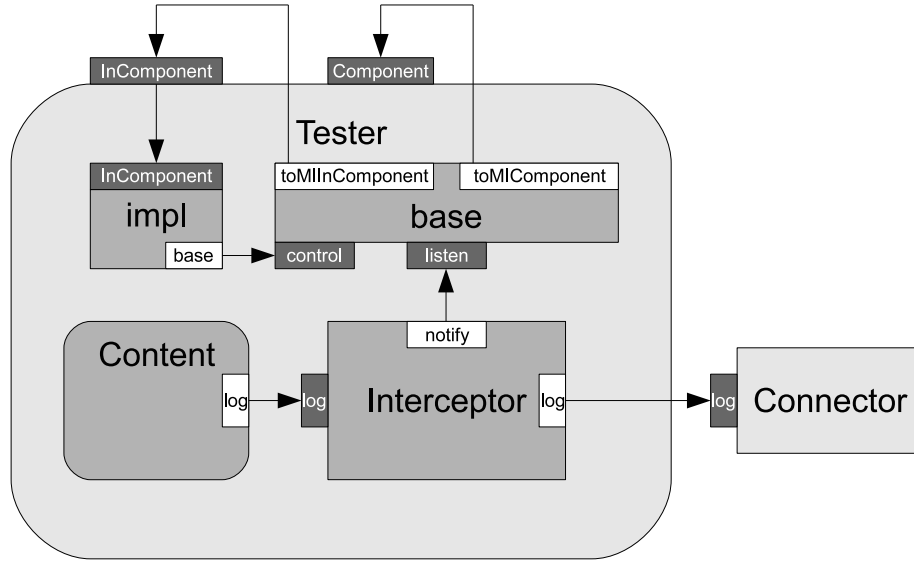 InComponent
Component
Tester
InComponent
toMIInComponent
toMIComponent
impl
base
base
control
listen
notify
Content
log
log
Interceptor
log
log
Connector